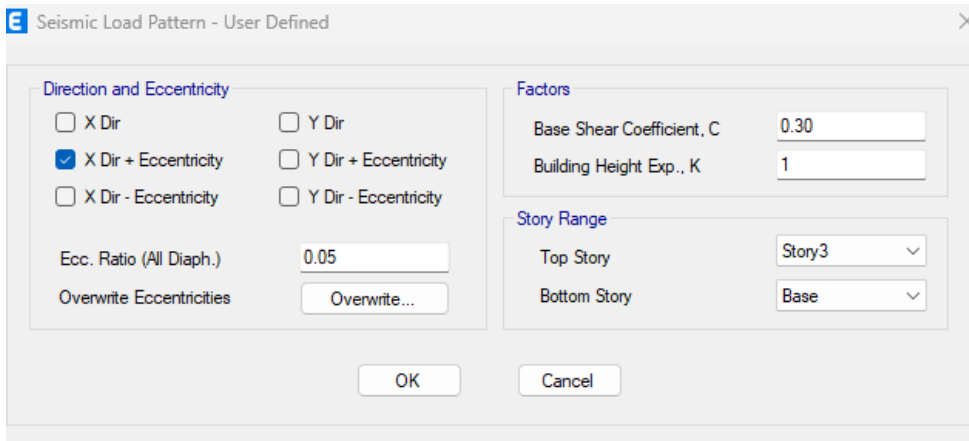 E Seismic Load Pattern - User Defined
Direction and Eccentricity
X Dir Y Dir
X Dir + Eccentricity Y Dir + Eccentricity
X Dir - Eccentricity Y Dir - Eccentricity
Ecc. Ratio (All Diaph.) 0.05
Overwrite Eccentricities Overwrite...
Factors
Base Shear Coefficient, C 0.30
Building Height Exp., K 1
Story Range
Top Story Story3
Bottom Story Base
OK Cancel